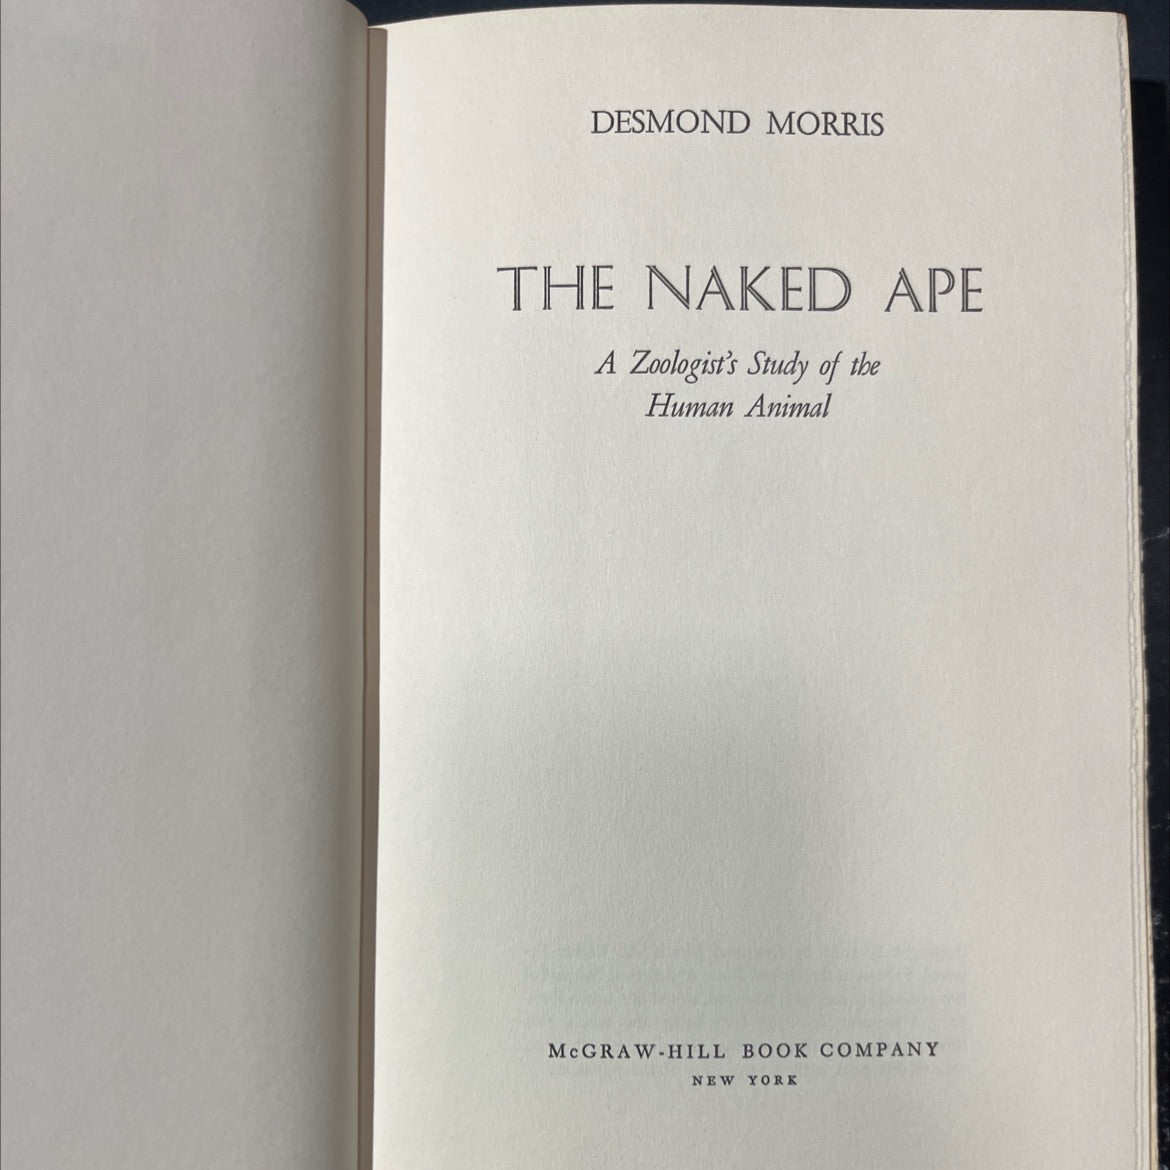 DESMOND MORRIS
THE NAKED APE
A Zoologist's Study of the
Human Animal
McGRAW-HILL BOOK COMPANY
NEW YORK